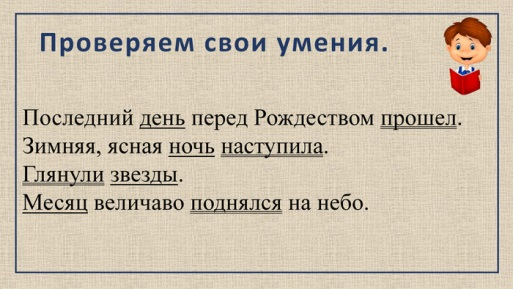 Проверяем свои умения.
Последний день перед Рождеством прошел.
Зимняя, ясная ночь наступила.
Глянули звезды.
Месяц величаво поднялся на небо.